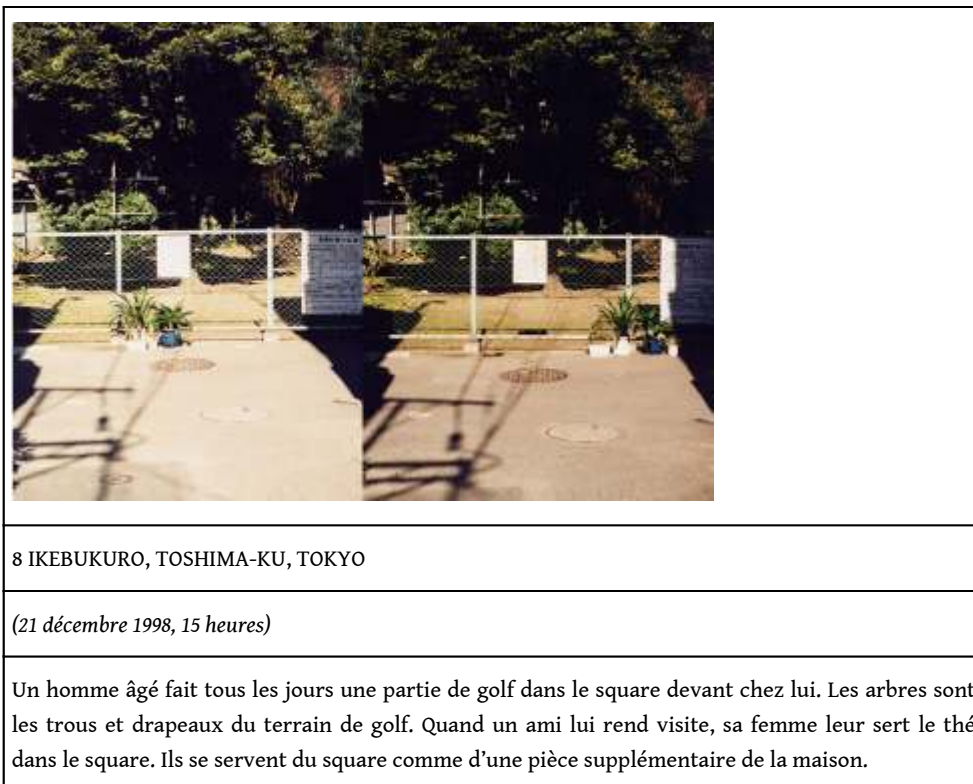 8 IKEBUKURO, TOSHIMA-KU, TOKYO
(21 décembre 1998, 15 heures)
Un homme âgé fait tous les jours une partie de golf dans le square devant chez lui. Les arbres sont
les trous et drapeaux du terrain de golf. Quand un ami lui rend visite, sa femme leur sert le thé
dans le square. Ils se servent du square comme d’une pièce supplémentaire de la maison.